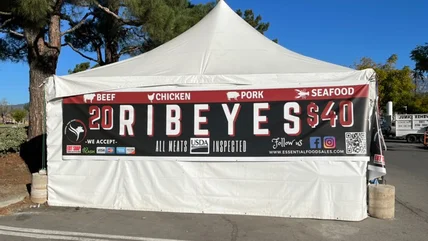 BEEF CHICKEN PORK SEAFOOD
20 RIBEYES $40
-WE ACCEPT-
ALL MEATS USDA INSPECTED
Follow us
WWW.ESSENTIALFOODSALES.COM